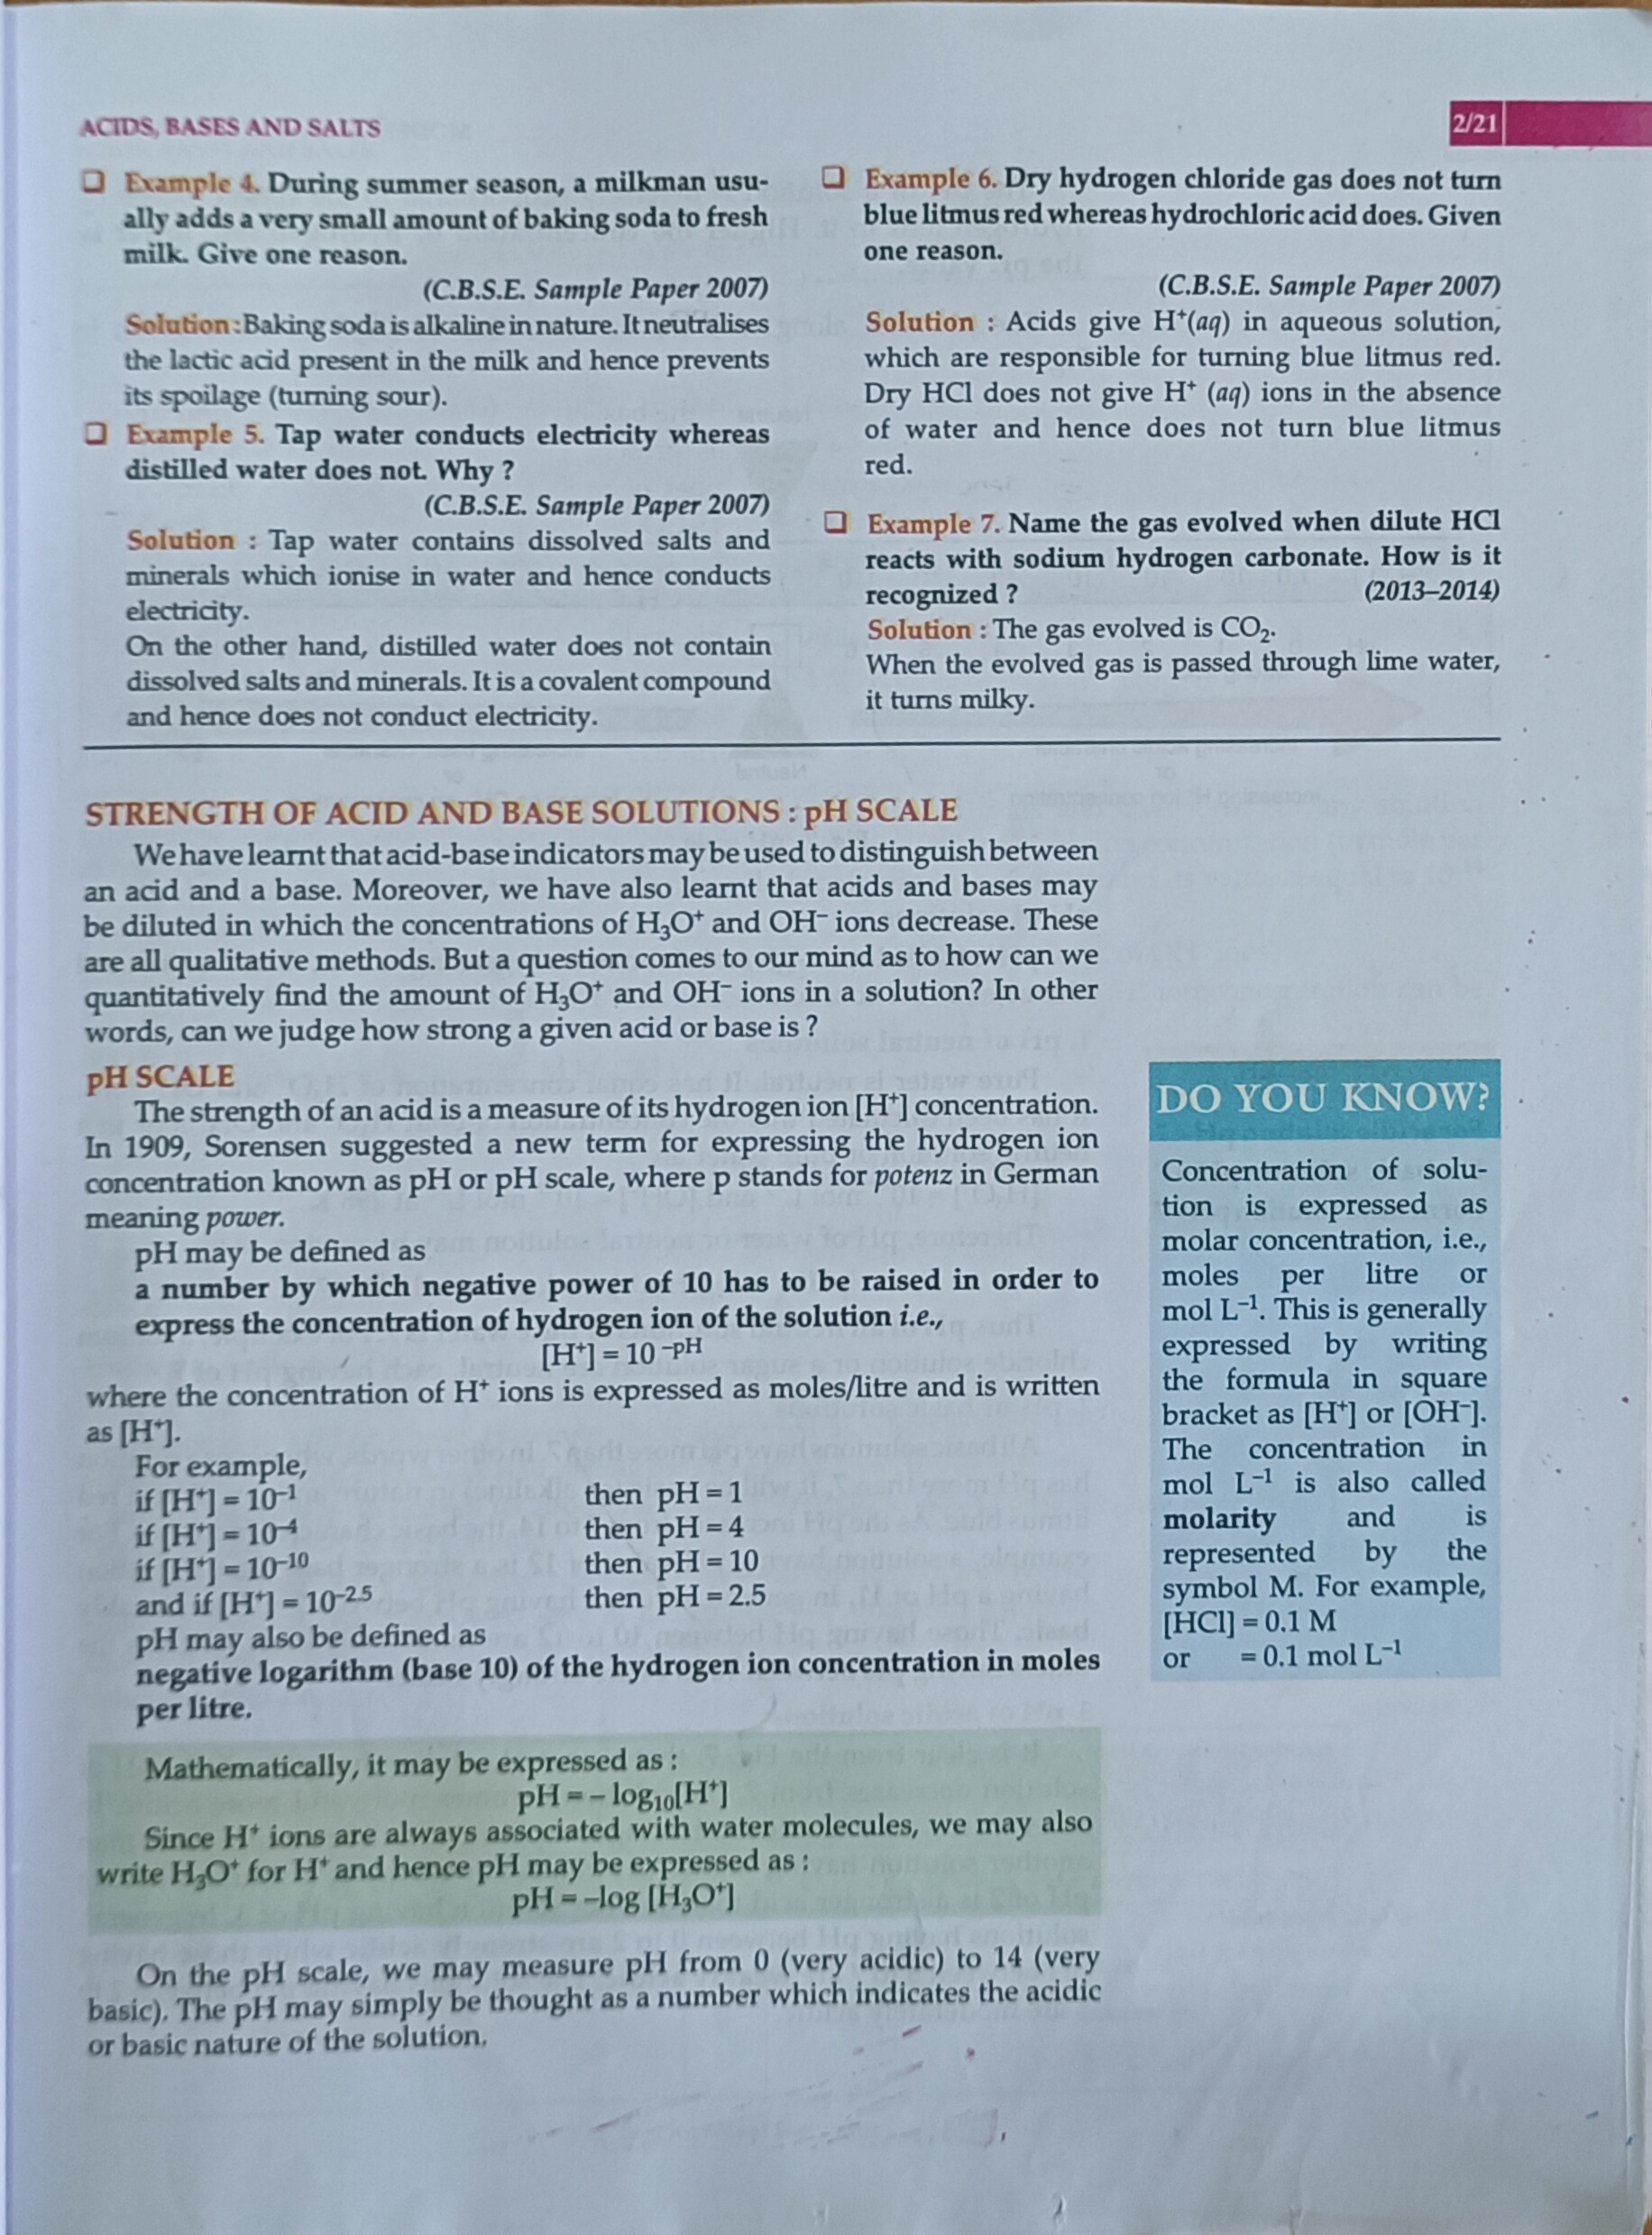 ACIDS, BASES AND SALTS
2/21
❑ Example 4. During summer season, a milkman usu-
ally adds a very small amount of baking soda to fresh
milk. Give one reason.
(C.B.S.E. Sample Paper 2007)
Solution : Baking soda is alkaline in nature. It neutralises
the lactic acid present in the milk and hence prevents
its spoilage (turning sour).
❑ Example 5. Tap water conducts electricity whereas
distilled water does not. Why ?
(C.B.S.E. Sample Paper 2007)
Solution : Tap water contains dissolved salts and
minerals which ionise in water and hence conducts
electricity.
On the other hand, distilled water does not contain
dissolved salts and minerals. It is a covalent compound
and hence does not conduct electricity.
❑ Example 6. Dry hydrogen chloride gas does not turn
blue litmus red whereas hydrochloric acid does. Given
one reason.
(C.B.S.E. Sample Paper 2007)
Solution : Acids give H⁺(aq) in aqueous solution,
which are responsible for turning blue litmus red.
Dry HCl does not give H⁺ (aq) ions in the absence
of water and hence does not turn blue litmus
red.
❑ Example 7. Name the gas evolved when dilute HCl
reacts with sodium hydrogen carbonate. How is it
recognized ? (2013–2014)
Solution : The gas evolved is CO₂.
When the evolved gas is passed through lime water,
it turns milky.
STRENGTH OF ACID AND BASE SOLUTIONS : pH SCALE
We have learnt that acid-base indicators may be used to distinguish between
an acid and a base. Moreover, we have also learnt that acids and bases may
be diluted in which the concentrations of H₃O⁺ and OH⁻ ions decrease. These
are all qualitative methods. But a question comes to our mind as to how can we
quantitatively find the amount of H₃O⁺ and OH⁻ ions in a solution? In other
words, can we judge how strong a given acid or base is ?
pH SCALE
The strength of an acid is a measure of its hydrogen ion [H⁺] concentration.
In 1909, Sorensen suggested a new term for expressing the hydrogen ion
concentration known as pH or pH scale, where p stands for potenz in German
meaning power.
pH may be defined as
a number by which negative power of 10 has to be raised in order to
express the concentration of hydrogen ion of the solution i.e.,
[H⁺] = 10 ⁻ᵖᴴ
where the concentration of H⁺ ions is expressed as moles/litre and is written
as [H⁺].
For example,
if [H⁺] = 10⁻¹ then pH = 1
if [H⁺] = 10⁻⁴ then pH = 4
if [H⁺] = 10⁻¹⁰ then pH = 10
and if [H⁺] = 10⁻²·⁵ then pH = 2.5
pH may also be defined as
negative logarithm (base 10) of the hydrogen ion concentration in moles
per litre.
Mathematically, it may be expressed as :
pH = – log₁₀[H⁺]
Since H⁺ ions are always associated with water molecules, we may also
write H₃O⁺ for H⁺ and hence pH may be expressed as :
pH = –log [H₃O⁺]
On the pH scale, we may measure pH from 0 (very acidic) to 14 (very
basic). The pH may simply be thought as a number which indicates the acidic
or basic nature of the solution.
DO YOU KNOW?
Concentration of solu-
tion is expressed as
molar concentration, i.e.,
moles per litre or
mol L⁻¹. This is generally
expressed by writing
the formula in square
bracket as [H⁺] or [OH⁻].
The concentration in
mol L⁻¹ is also called
molarity and is
represented by the
symbol M. For example,
[HCl] = 0.1 M
or = 0.1 mol L⁻¹